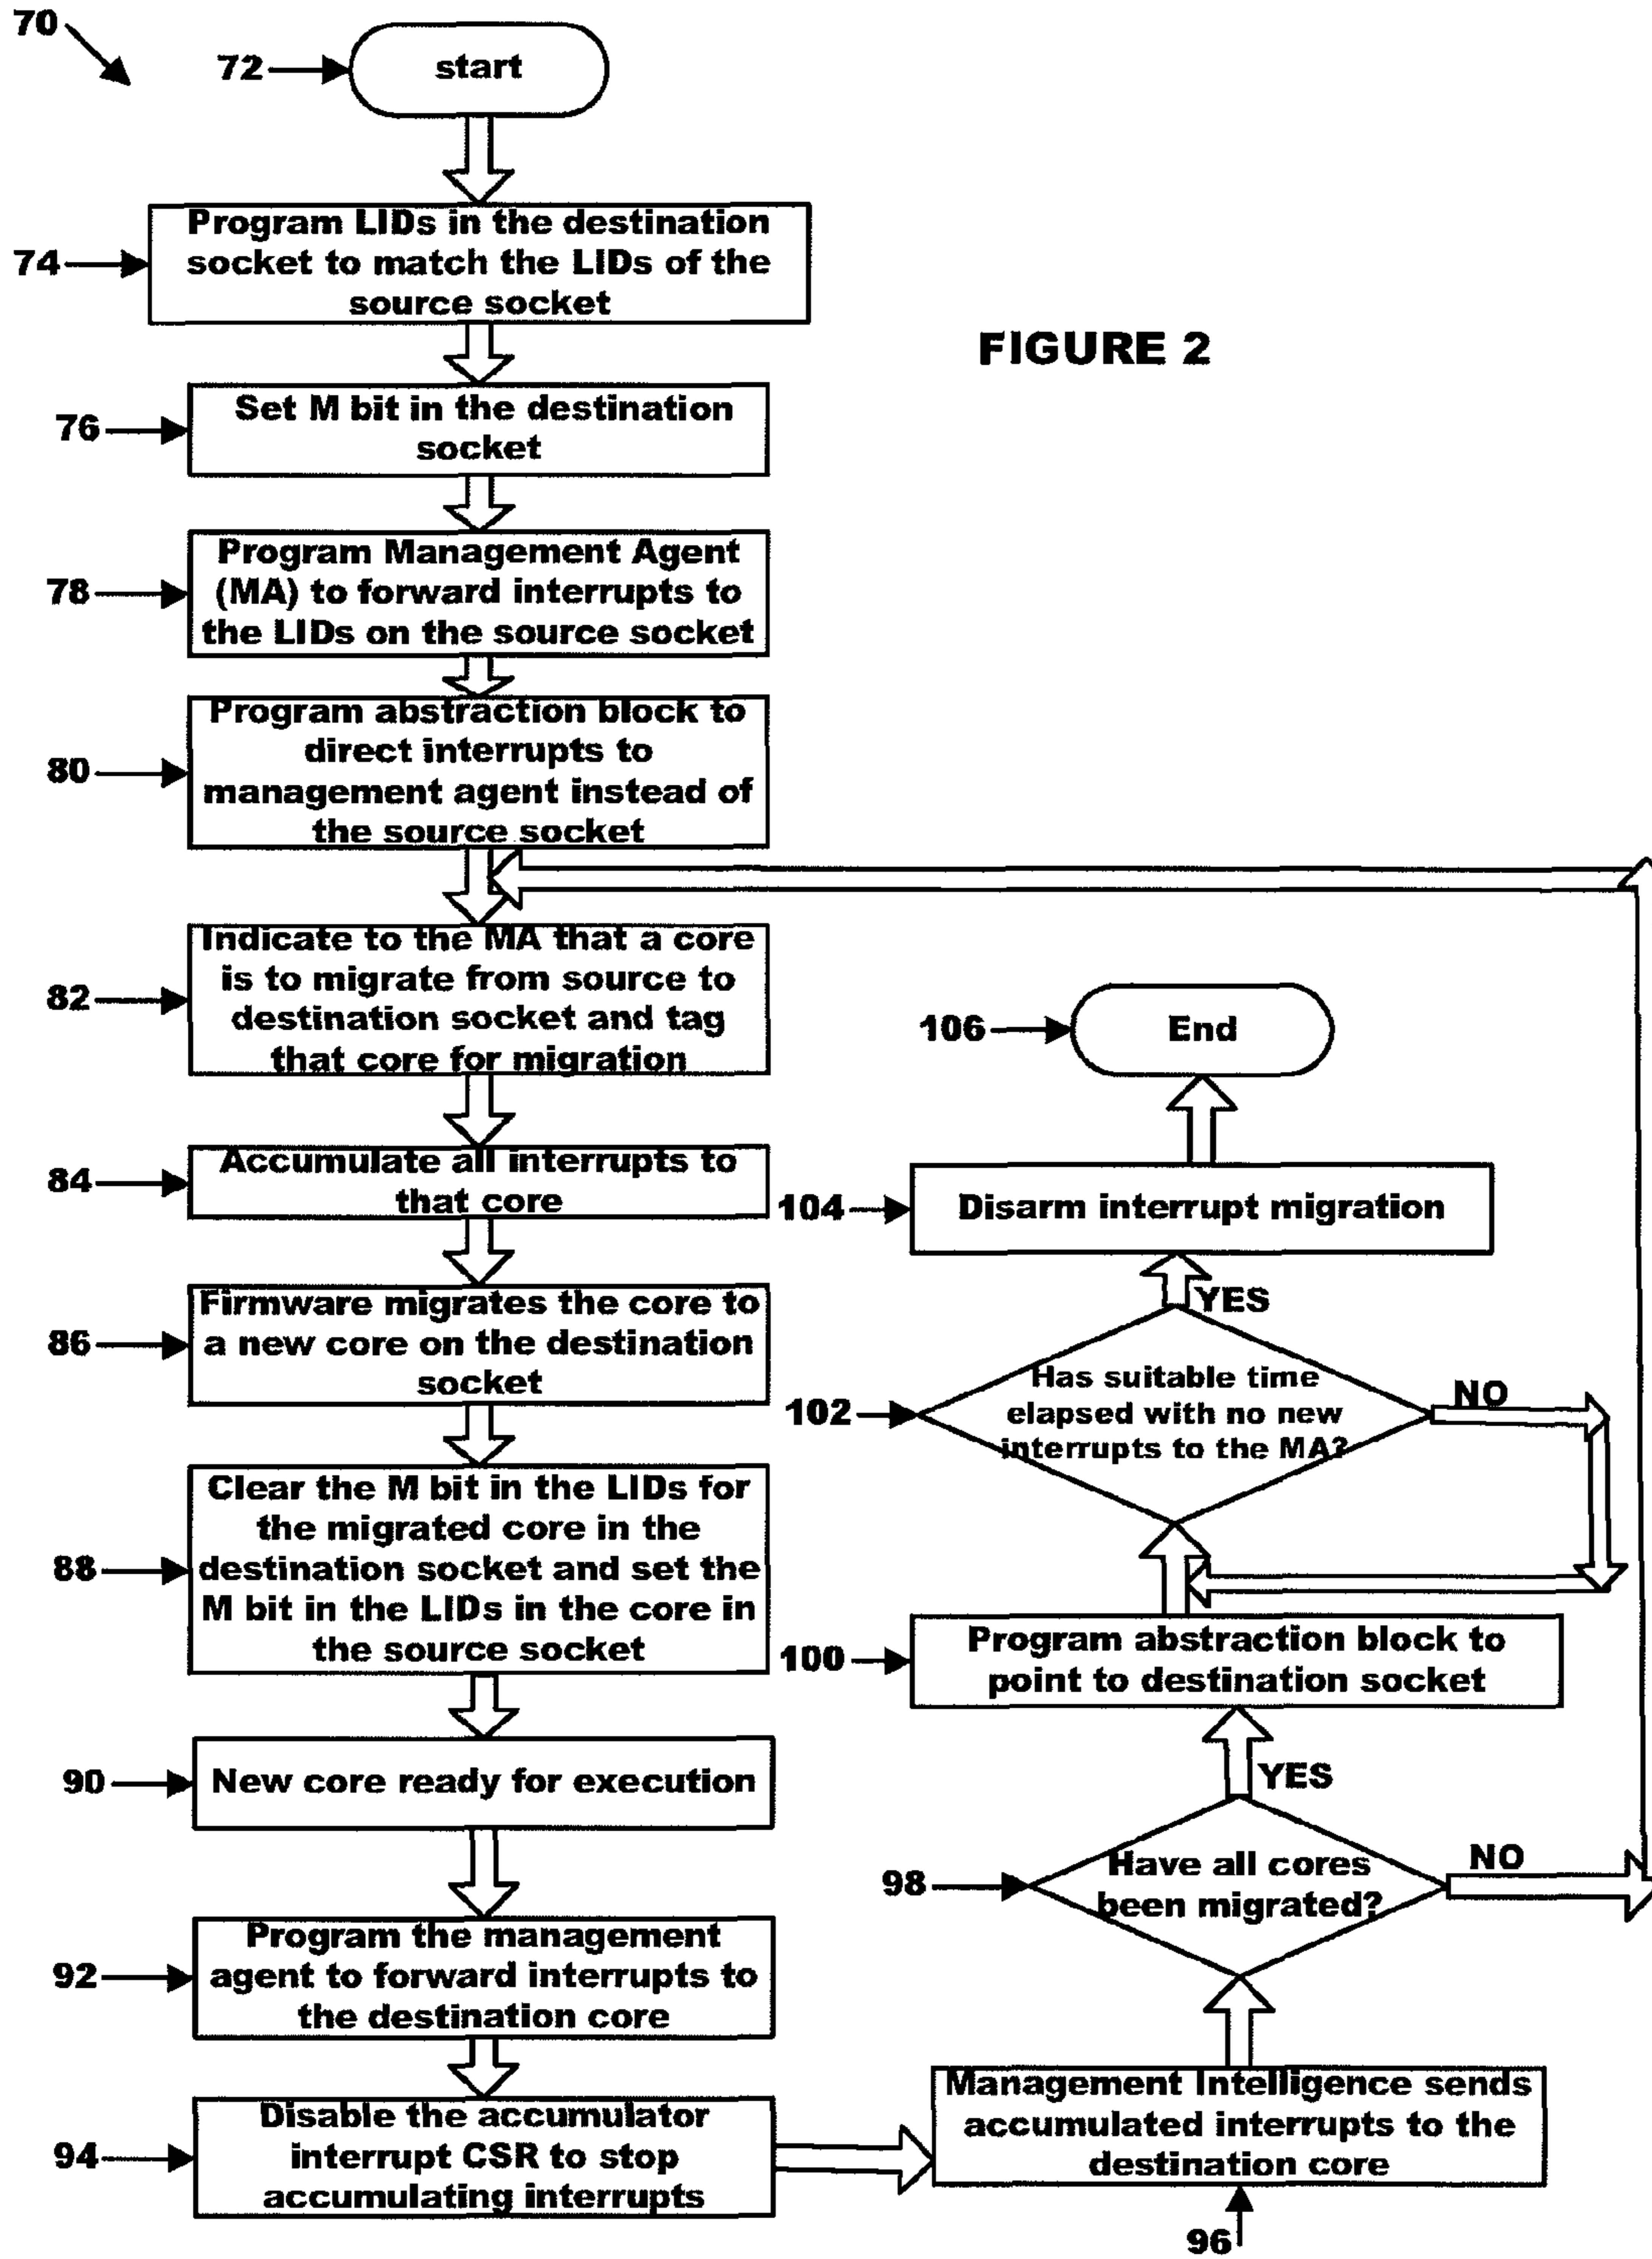 70
72
start
74
Program LIDs in the destination
socket to match the LIDs of the
source socket
FIGURE 2
76
Set M bit in the destination
socket
78
Program Management Agent
(MA) to forward interrupts to
the LIDs on the source socket
80
Program abstraction block to
direct interrupts to
management agent instead of
the source socket
82
Indicate to the MA that a core
is to migrate from source to
destination socket and tag
that core for migration
84
Accumulate all interrupts to
that core
86
Firmware migrates the core to
a new core on the destination
socket
88
Clear the M bit in the LIDs for
the migrated core in the
destination socket and set the
M bit in the LIDs in the core in
the source socket
90
New core ready for execution
92
Program the management
agent to forward interrupts to
the destination core
94
Disable the accumulator
interrupt CSR to stop
accumulating interrupts
Management Intelligence sends
accumulated interrupts to the
destination core
96
98
Have all cores
been migrated?
NO
YES
100
Program abstraction block to
point to destination socket
102
Has suitable time
elapsed with no new
interrupts to the MA?
NO
YES
104
Disarm interrupt migration
106
End